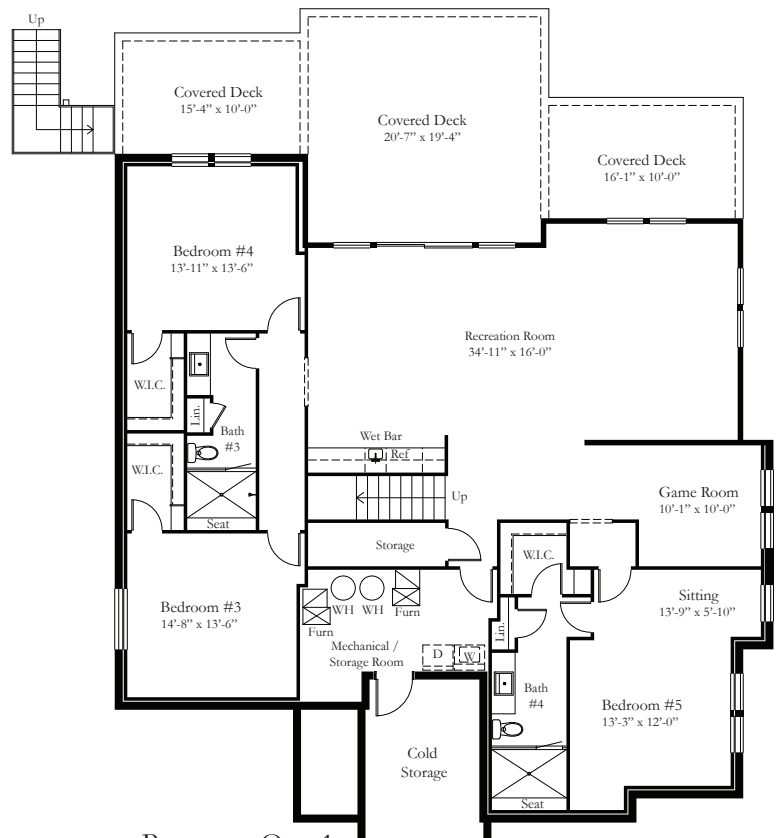 Up
Covered Deck
15'-4" x 10'-0"
Covered Deck
20'-7" x 19'-4"
Covered Deck
16'-1" x 10'-0"
Bedroom #4
13'-11" x 13'-6"
Recreation Room
34'-11" x 16'-0"
W.I.C.
Lin.
Bath
#3
Wet Bar
Ref
W.I.C.
Up
Game Room
10'-1" x 10'-0"
Seat
Storage
W.I.C.
Sitting
13'-9" x 5'-10"
Bedroom #3
14'-8" x 13'-6"
WH
WH
Furn
Furn
Lin.
Mechanical /
Storage Room
D
W
Bath
#4
Bedroom #5
13'-3" x 12'-0"
Cold
Storage
Seat